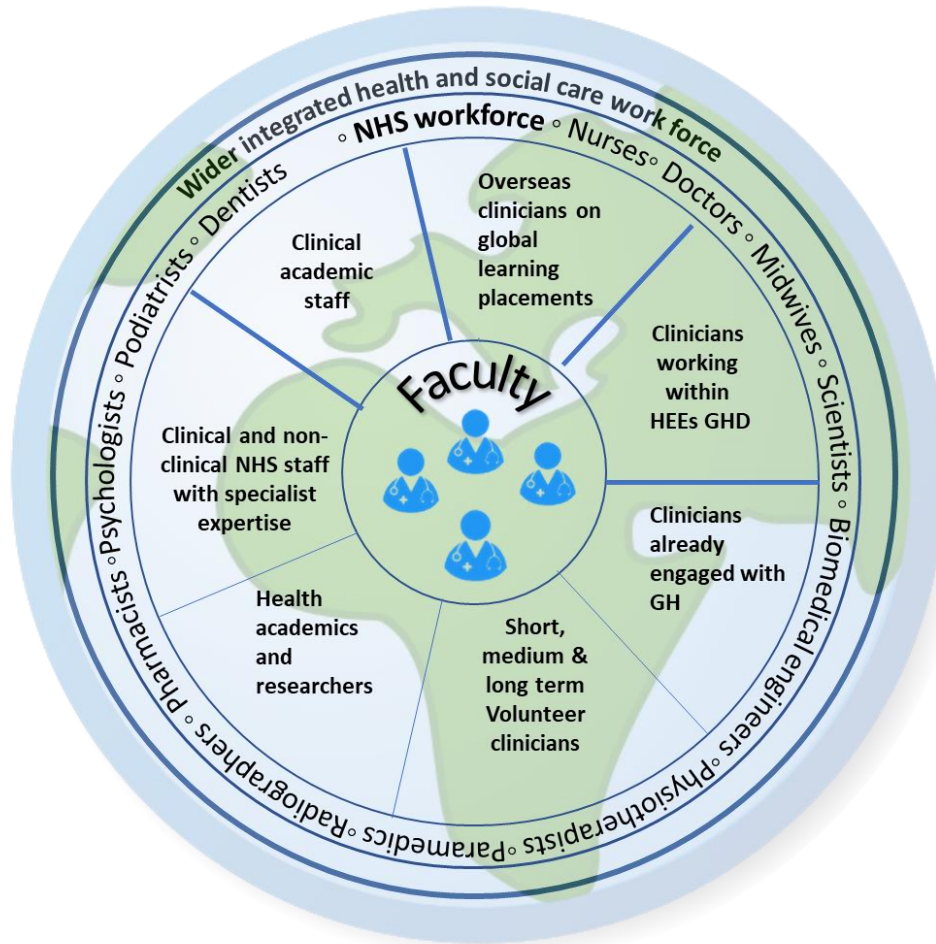 Wider integrated health and social care work force
◦ NHS workforce ◦ Nurses◦ Doctors ◦ Midwives ◦ Scientists ◦ Biomedical engineers ◦Physiotherapists ◦Paramedics ◦Radiographers ◦ Pharmacists ◦Psychologists ◦ Podiatrists ◦ Dentists
Overseas
clinicians on
global
learning
placements
Clinicians
working
within
HEEs GHD
Clinicians
already
engaged with
GH
Short,
medium &
long term
Volunteer
clinicians
Health
academics
and
researchers
Clinical and non-
clinical NHS staff
with specialist
expertise
Clinical
academic
staff
Faculty